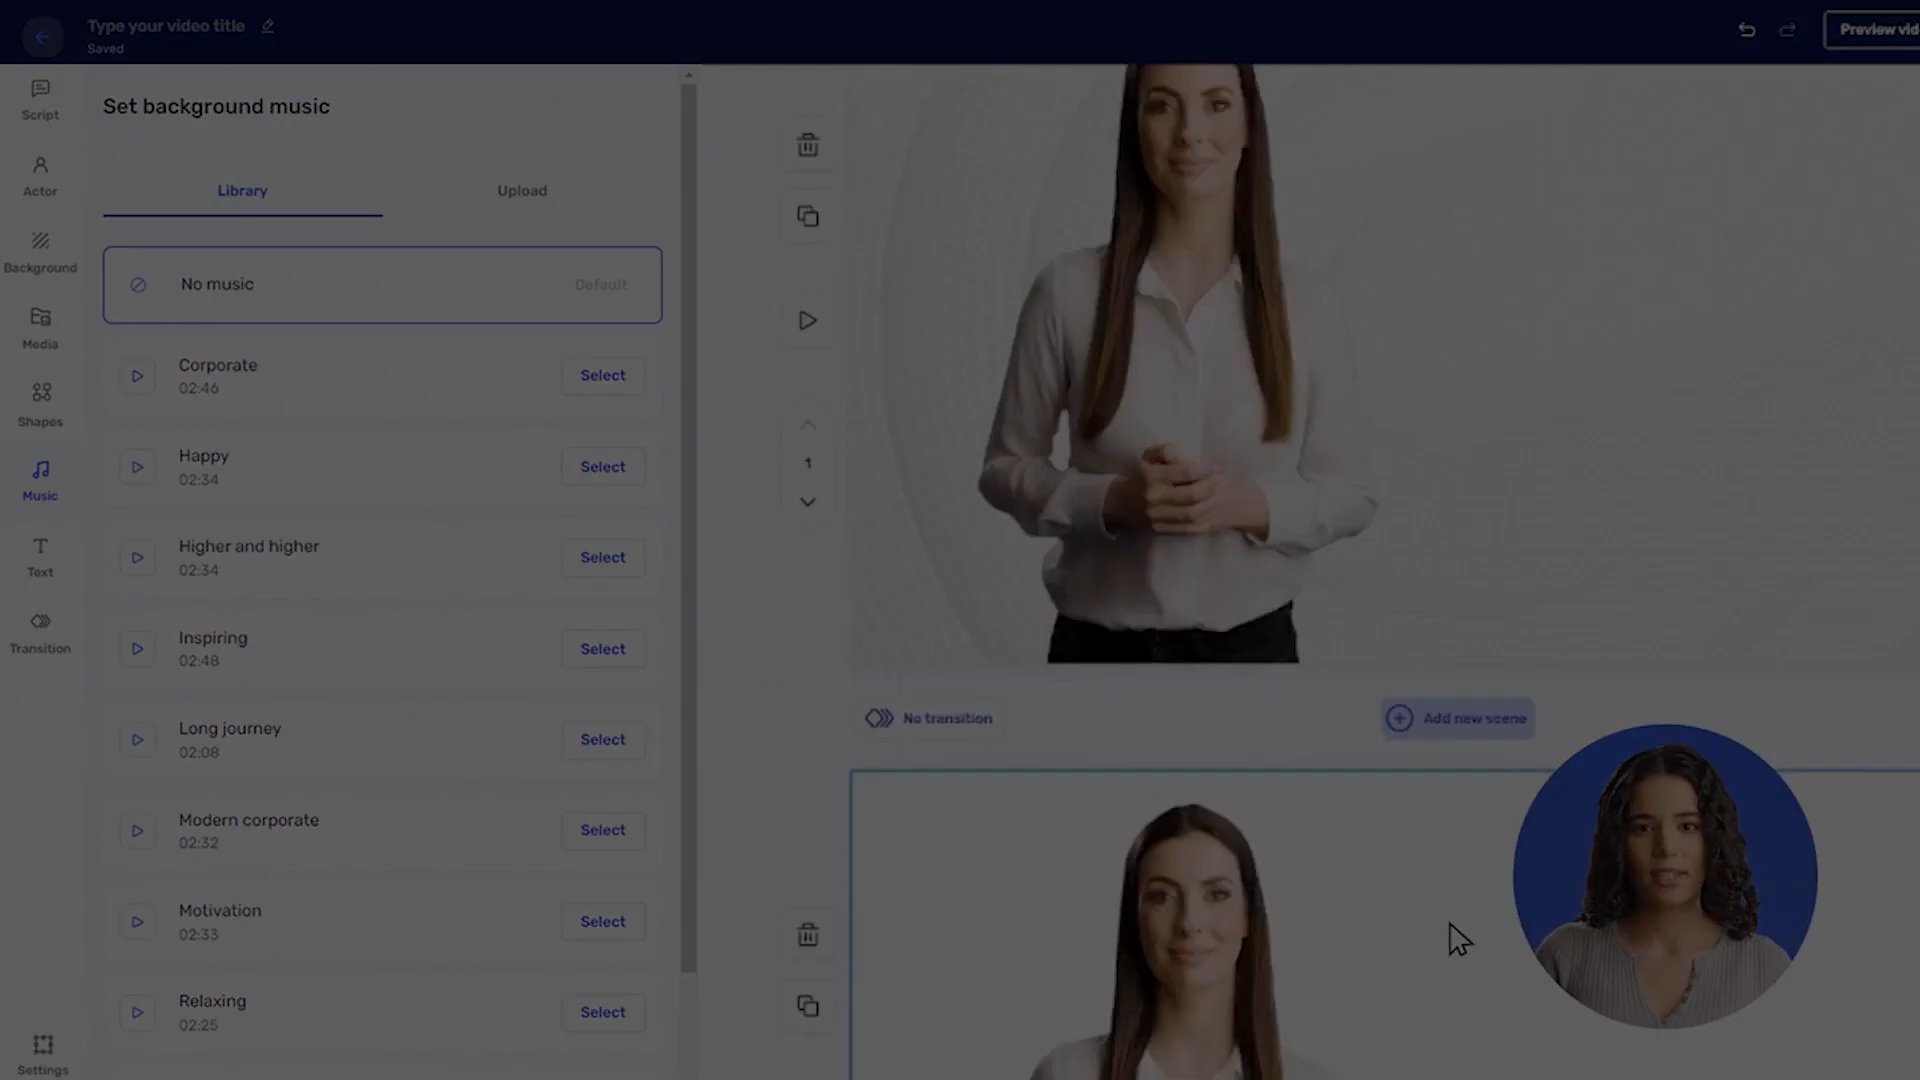 Type your video title
Saved
Preview vid
Script
Actor
Background
Media
Shapes
Music
Text
Transition
Settings
Set background music
Library
Upload
No music
Default
Corporate
02:46
Select
Happy
02:34
Select
Higher and higher
02:34
Select
Inspiring
02:48
Select
Long journey
02:08
Select
Modern corporate
02:32
Select
Motivation
02:33
Select
Relaxing
02:25
Select
1
No transition
Add new scene